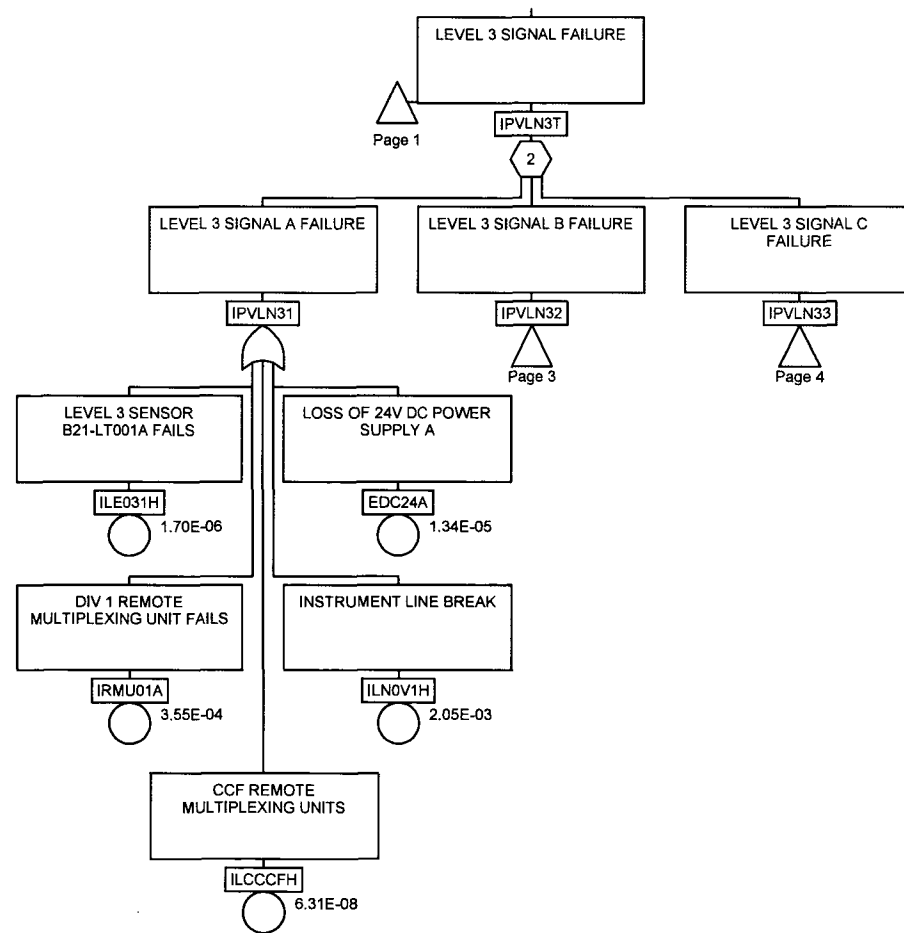 LEVEL 3 SIGNAL FAILURE
Page 1
IPVLN3T
2
LEVEL 3 SIGNAL A FAILURE
LEVEL 3 SIGNAL B FAILURE
LEVEL 3 SIGNAL C
FAILURE
IPVLN31
IPVLN32
IPVLN33
Page 3
Page 4
LEVEL 3 SENSOR
B21-LT001A FAILS
LOSS OF 24V DC POWER
SUPPLY A
ILE031H
1.70E-06
EDC24A
1.34E-05
DIV 1 REMOTE
MULTIPLEXING UNIT FAILS
INSTRUMENT LINE BREAK
IRMU01A
3.55E-04
ILN0V1H
2.05E-03
CCF REMOTE
MULTIPLEXING UNITS
ILCCCFH
6.31E-08